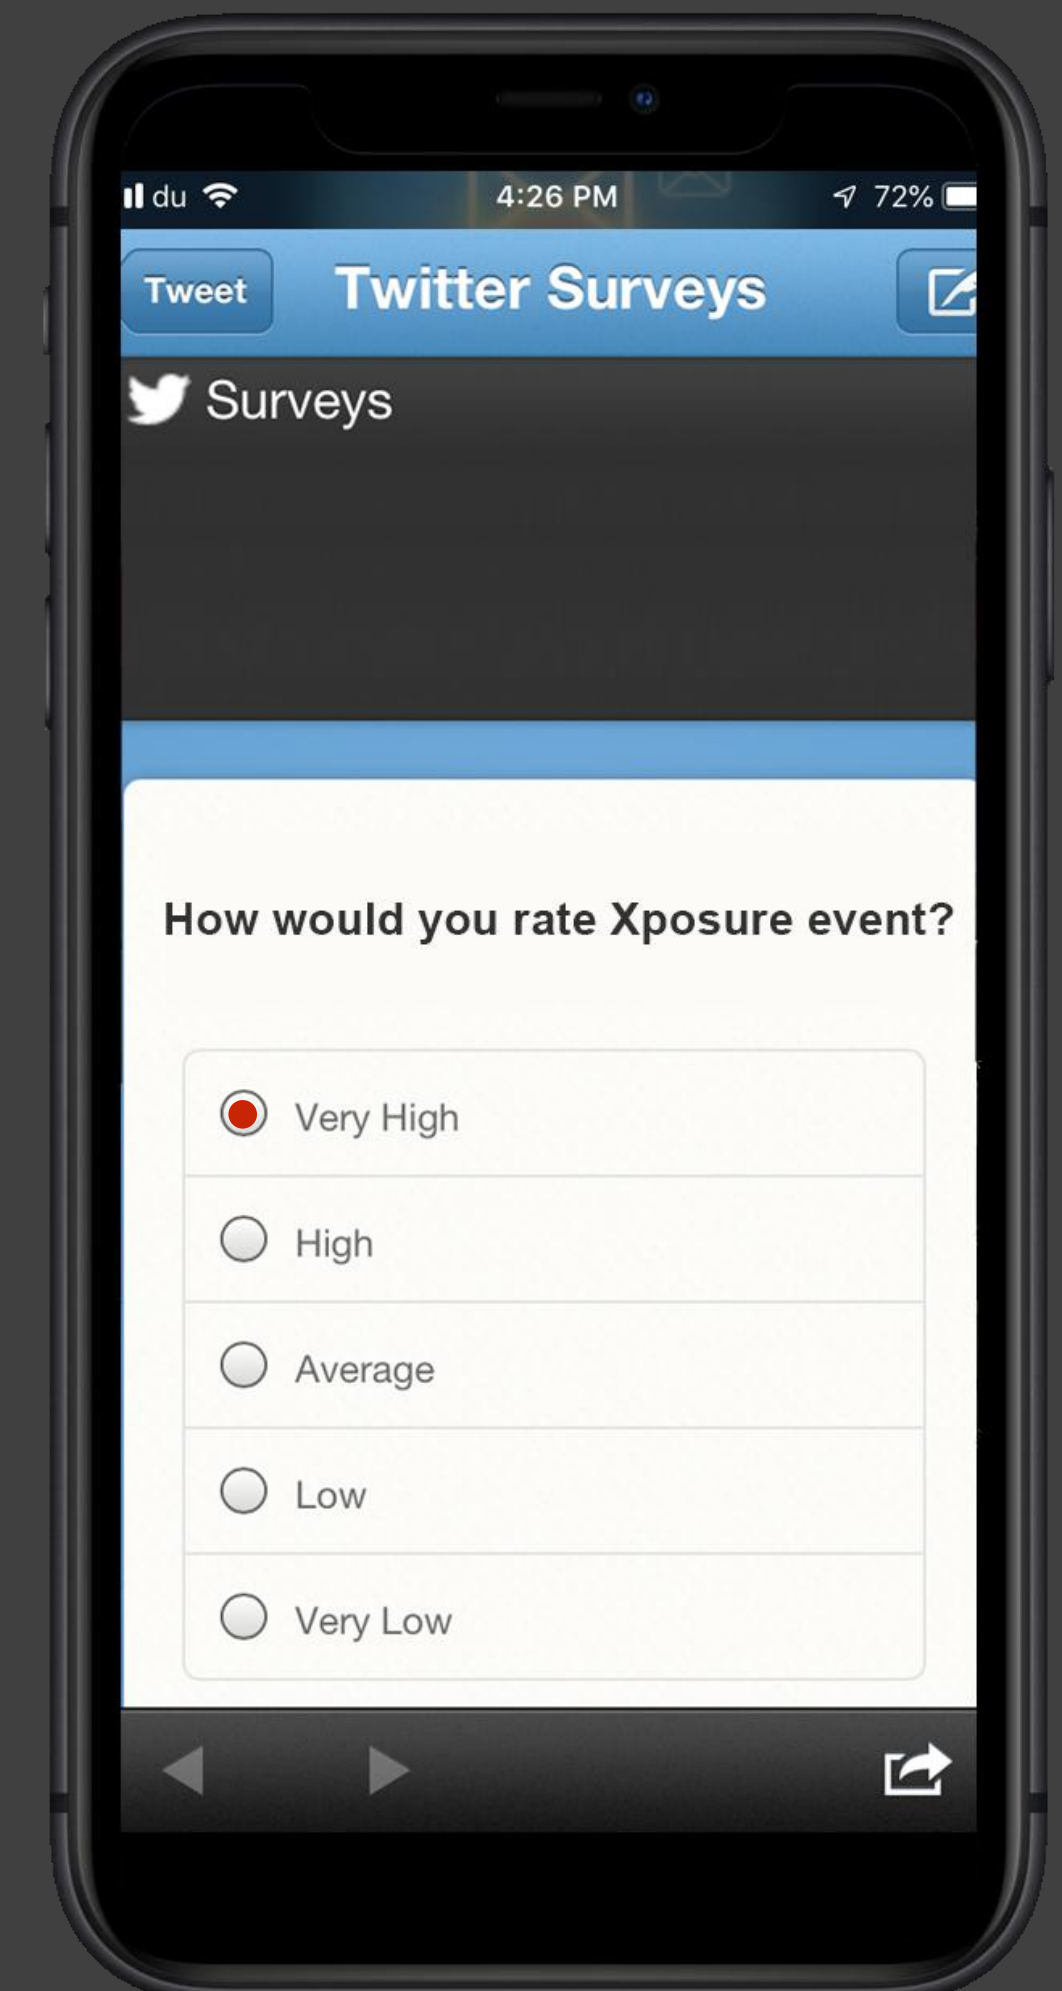 du 4:26 PM 72%
Tweet Twitter Surveys
Surveys
How would you rate Xposure event?
Very High
High
Average
Low
Very Low